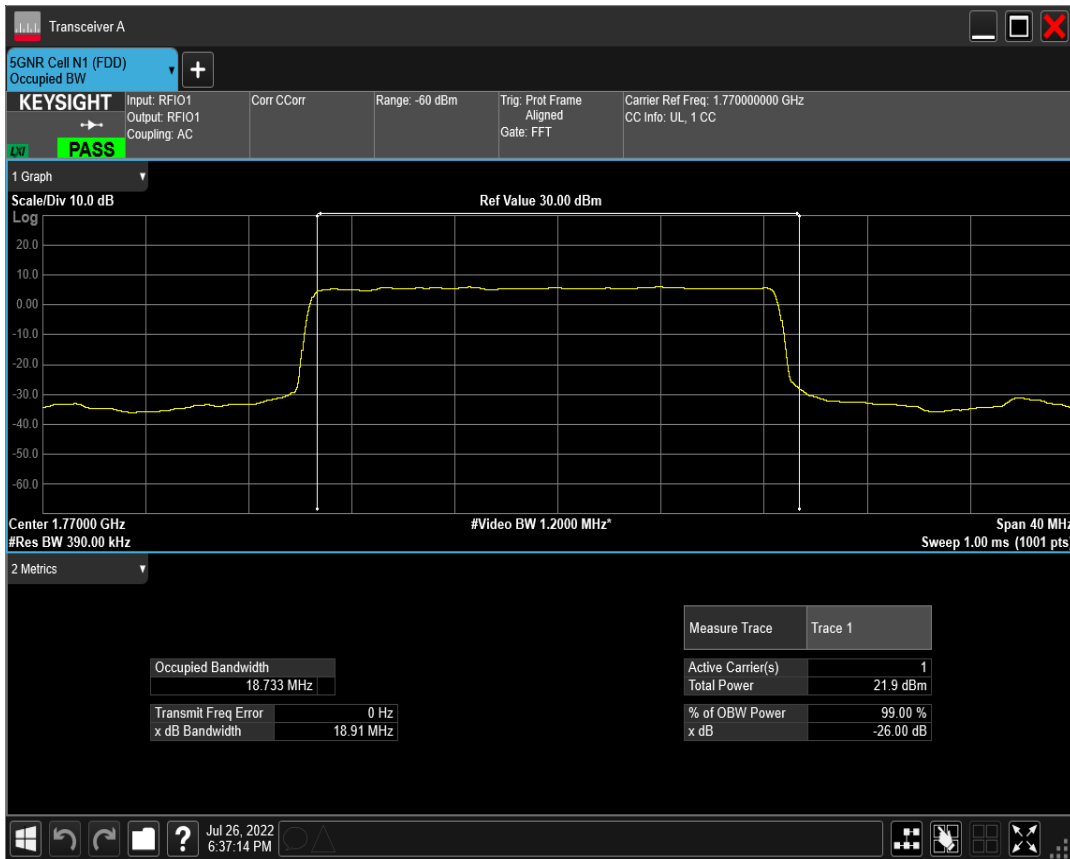 Transceiver A
5GNR Cell N1 (FDD)
Occupied BW
+
KEYSIGHT
LXI
PASS
Input: RFIO1
Output: RFIO1
Coupling: AC
Corr CCorr
Range: -60 dBm
Trig: Prot Frame
Aligned
Gate: FFT
Carrier Ref Freq: 1.770000000 GHz
CC Info: UL, 1 CC
1 Graph
Scale/Div 10.0 dB
Ref Value 30.00 dBm
Log
20.0
10.0
0.00
-10.0
-20.0
-30.0
-40.0
-50.0
-60.0
Center 1.77000 GHz
#Video BW 1.2000 MHz*
Span 40 MHz
#Res BW 390.00 kHz
Sweep 1.00 ms (1001 pts)
2 Metrics
Measure Trace Trace 1
Occupied Bandwidth
18.733 MHz
Transmit Freq Error 0 Hz
x dB Bandwidth 18.91 MHz
Active Carrier(s) 1
Total Power 21.9 dBm
% of OBW Power 99.00 %
x dB -26.00 dB
?
Jul 26, 2022
6:37:14 PM